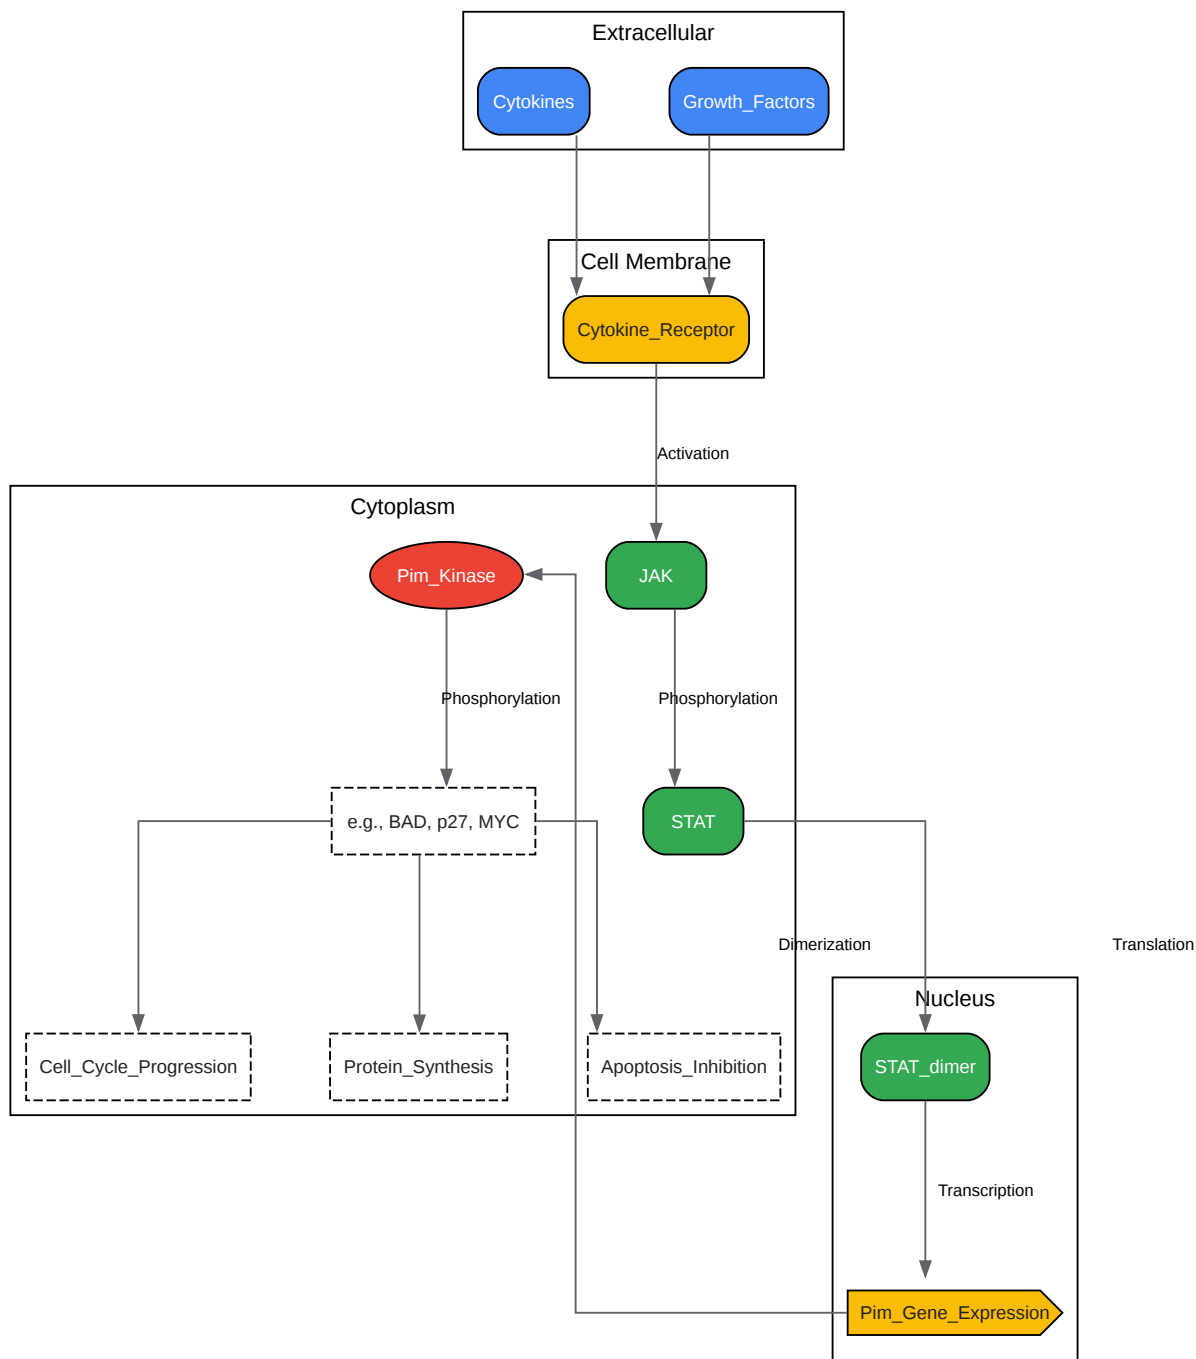 Extracellular
Cytokines
Growth_Factors
Cell Membrane
Cytokine_Receptor
Activation
Cytoplasm
Pim_Kinase
JAK
Phosphorylation
Phosphorylation
e.g., BAD, p27, MYC
STAT
Dimerization
Translation
Nucleus
Cell_Cycle_Progression
Protein_Synthesis
Apoptosis_Inhibition
STAT_dimer
Transcription
Pim_Gene_Expression